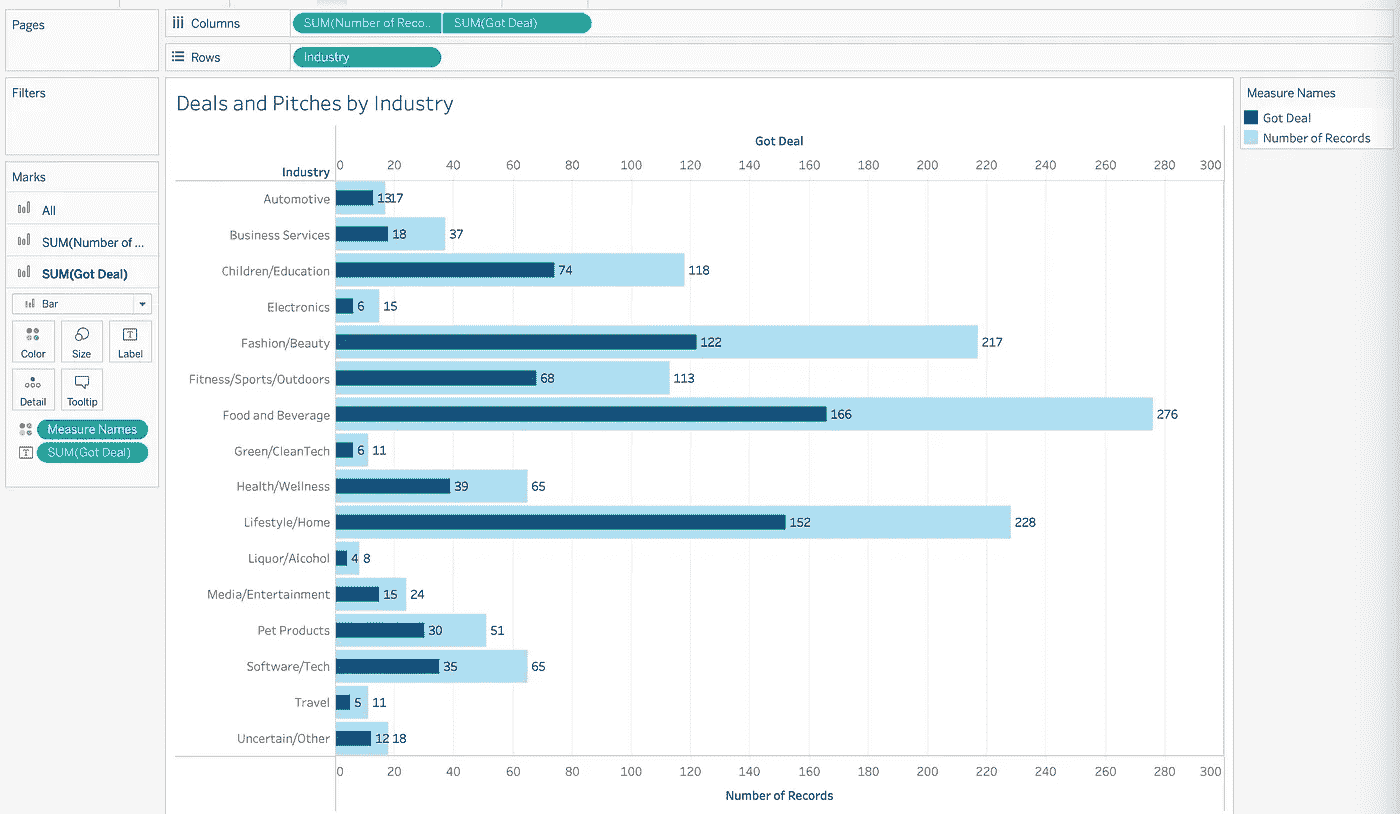 Pages
Columns
SUM(Number of Reco..
SUM(Got Deal)
Rows
Industry
Filters
Marks
All
SUM(Number of ...
SUM(Got Deal)
Bar
Color
Size
Label
Detail
Tooltip
Measure Names
SUM(Got Deal)
Deals and Pitches by Industry
Got Deal
Industry
0 20 40 60 80 100 120 140 160 180 200 220 240 260 280 300
Automotive 13 17
Business Services 18 37
Children/Education 74 118
Electronics 6 15
Fashion/Beauty 122 217
Fitness/Sports/Outdoors 68 113
Food and Beverage 166 276
Green/CleanTech 6 11
Health/Wellness 39 65
Lifestyle/Home 152 228
Liquor/Alcohol 4 8
Media/Entertainment 15 24
Pet Products 30 51
Software/Tech 35 65
Travel 5 11
Uncertain/Other 12 18
0 20 40 60 80 100 120 140 160 180 200 220 240 260 280 300
Number of Records
Measure Names
Got Deal
Number of Records